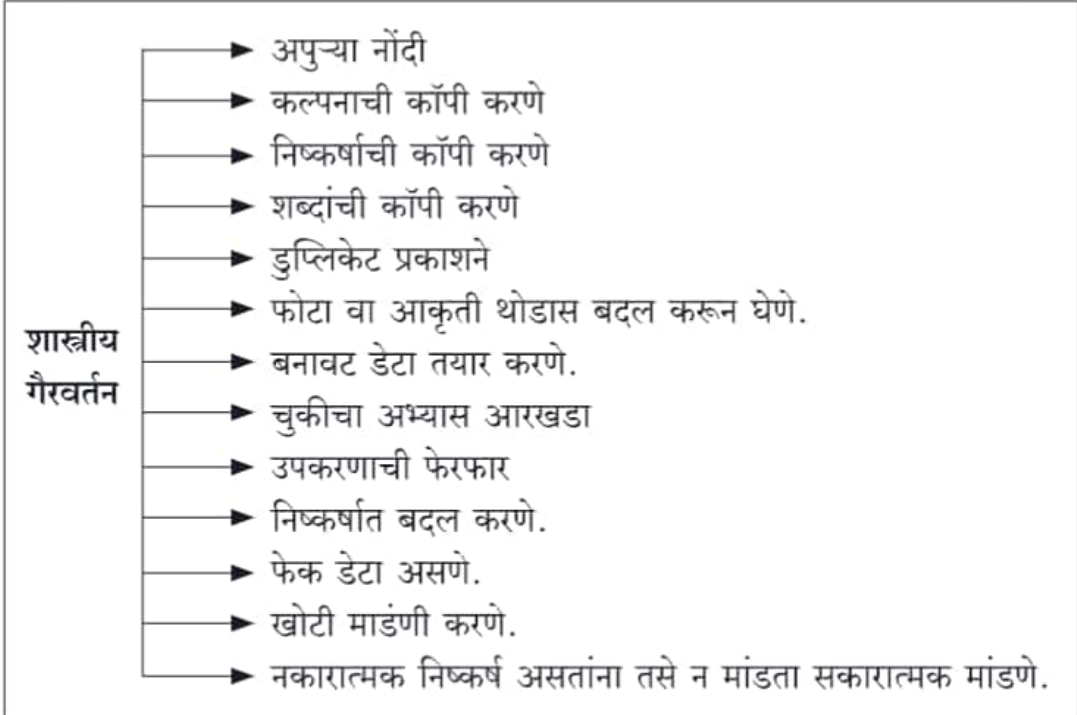 अपुऱ्या नोंदी
कल्पनाची कॉपी करणे
निष्कर्षाची कॉपी करणे
शब्दांची कॉपी करणे
डुप्लिकेट प्रकाशने
फोटा वा आकृती थोडास बदल करून घेणे.
शास्त्रीय
गैरवर्तन
बनावट डेटा तयार करणे.
चुकीचा अभ्यास आरखडा
उपकरणाची फेरफार
निष्कर्षात बदल करणे.
फेक डेटा असणे.
खोटी माडंणी करणे.
नकारात्मक निष्कर्ष असतांना तसे न मांडता सकारात्मक मांडणे.